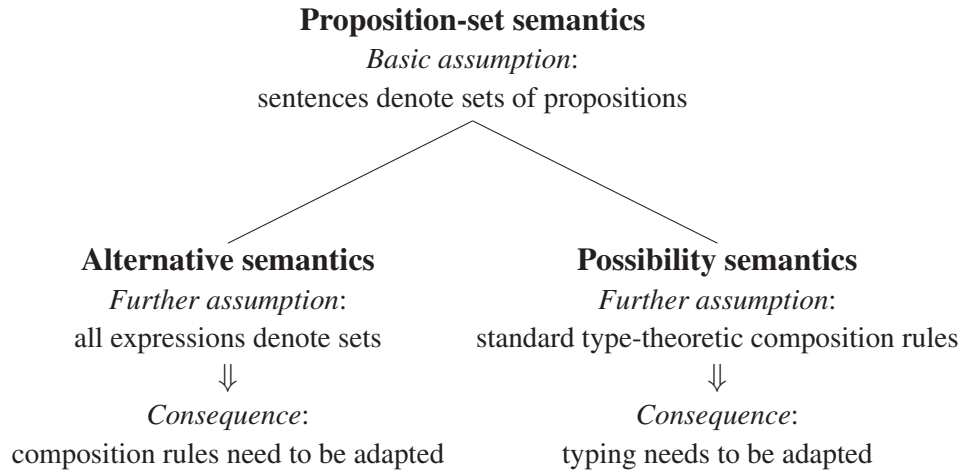 Proposition-set semantics
Basic assumption:
sentences denote sets of propositions
Alternative semantics
Further assumption:
all expressions denote sets
⇓
Consequence:
composition rules need to be adapted
Possibility semantics
Further assumption:
standard type-theoretic composition rules
⇓
Consequence:
typing needs to be adapted